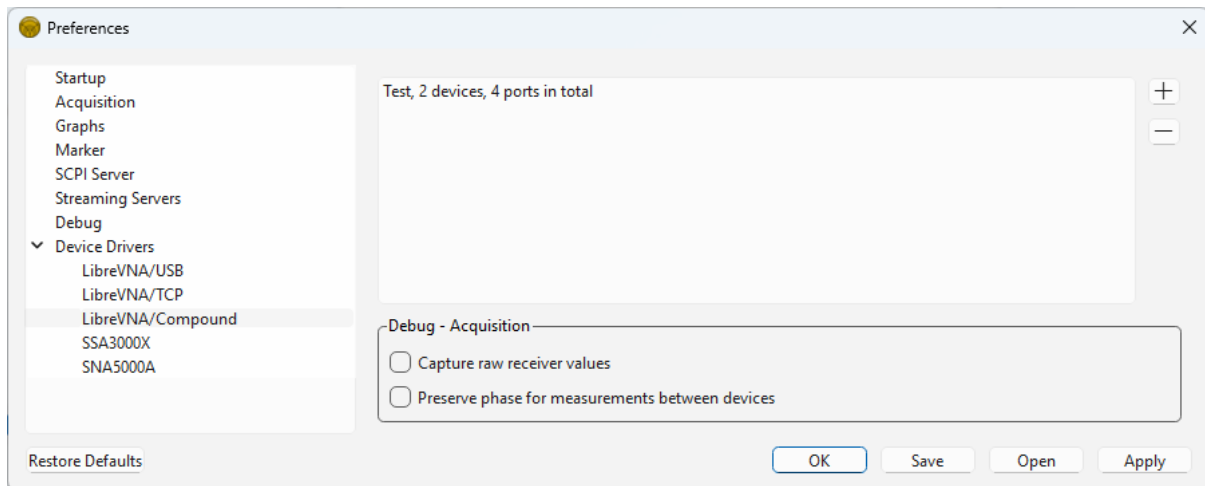 Preferences
Startup
Acquisition
Graphs
Marker
SCPI Server
Streaming Servers
Debug
Device Drivers
LibreVNA/USB
LibreVNA/TCP
LibreVNA/Compound
SSA3000X
SNA5000A
Test, 2 devices, 4 ports in total
Debug - Acquisition
Capture raw receiver values
Preserve phase for measurements between devices
Restore Defaults
OK
Save
Open
Apply